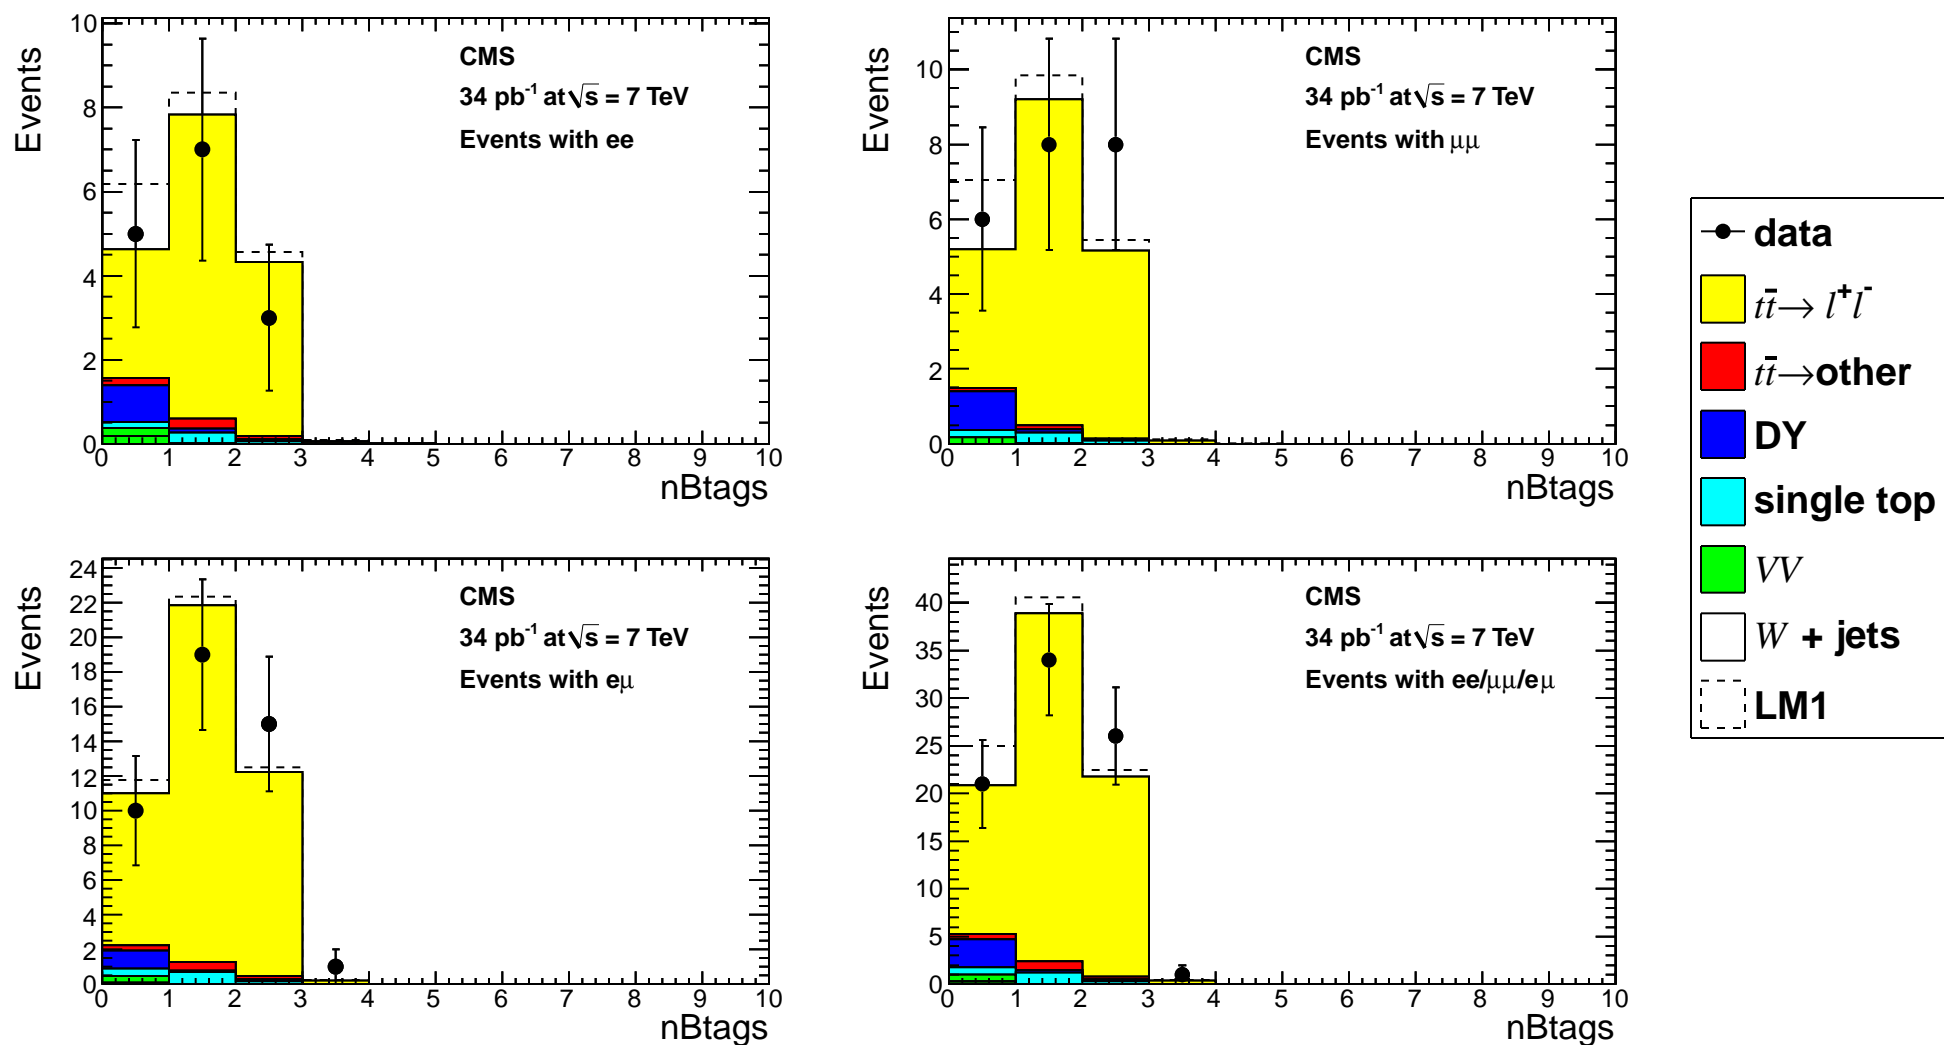 Events
10
8
6
4
2
0
0 1 2 3 4 5 6 7 8 9 10
nBtags
CMS
34 pb⁻¹ at √s = 7 TeV
Events with ee
Events
10
8
6
4
2
0
0 1 2 3 4 5 6 7 8 9 10
nBtags
CMS
34 pb⁻¹ at √s = 7 TeV
Events with μμ
Events
24
22
20
18
16
14
12
10
8
6
4
2
0
0 1 2 3 4 5 6 7 8 9 10
nBtags
CMS
34 pb⁻¹ at √s = 7 TeV
Events with eμ
Events
40
35
30
25
20
15
10
5
0
0 1 2 3 4 5 6 7 8 9 10
nBtags
CMS
34 pb⁻¹ at √s = 7 TeV
Events with ee/μμ/eμ
data
tt̄→ l⁺l⁻
tt̄→other
DY
single top
VV
W + jets
LM1